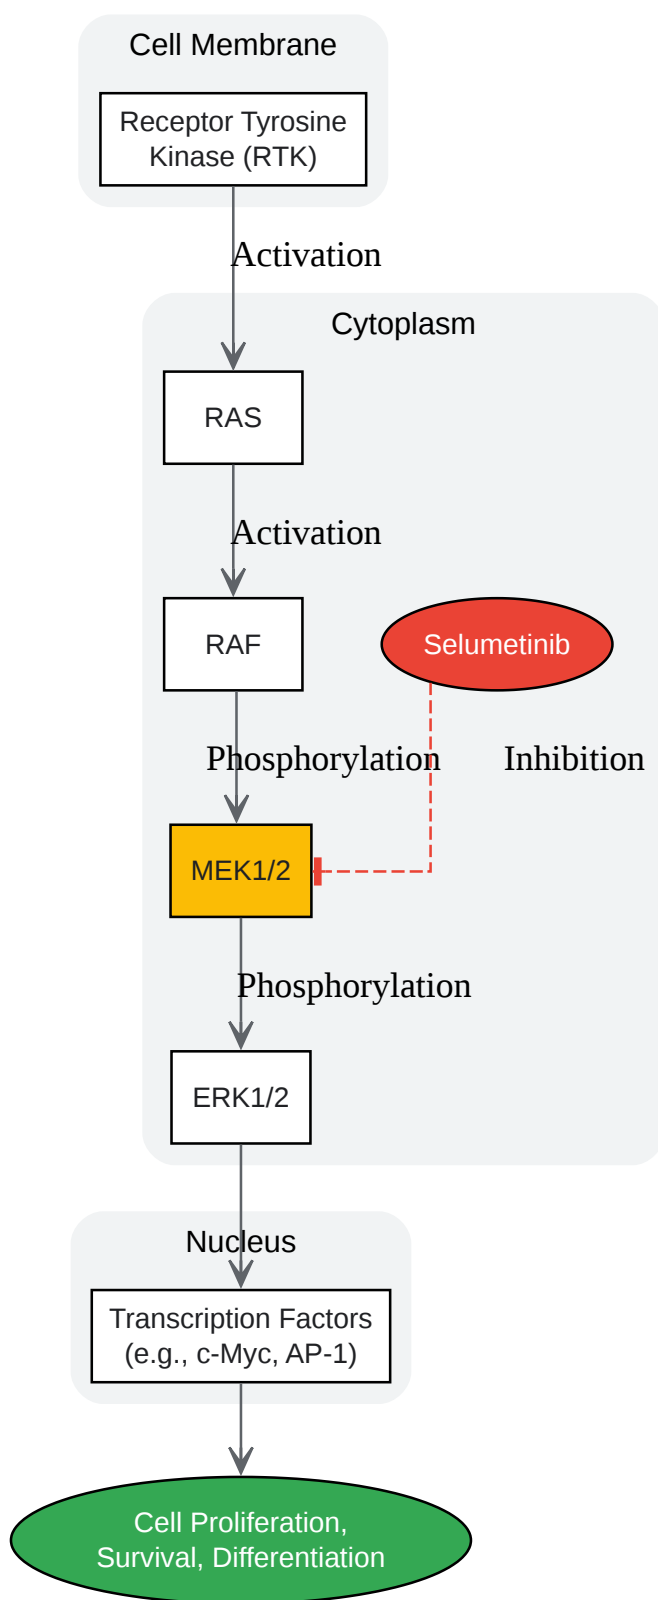 Cell Membrane
Receptor Tyrosine
Kinase (RTK)
Activation
Cytoplasm
RAS
Activation
RAF
Selumetinib
Phosphorylation
Inhibition
MEK1/2
Phosphorylation
ERK1/2
Nucleus
Transcription Factors
(e.g., c-Myc, AP-1)
Cell Proliferation,
Survival, Differentiation